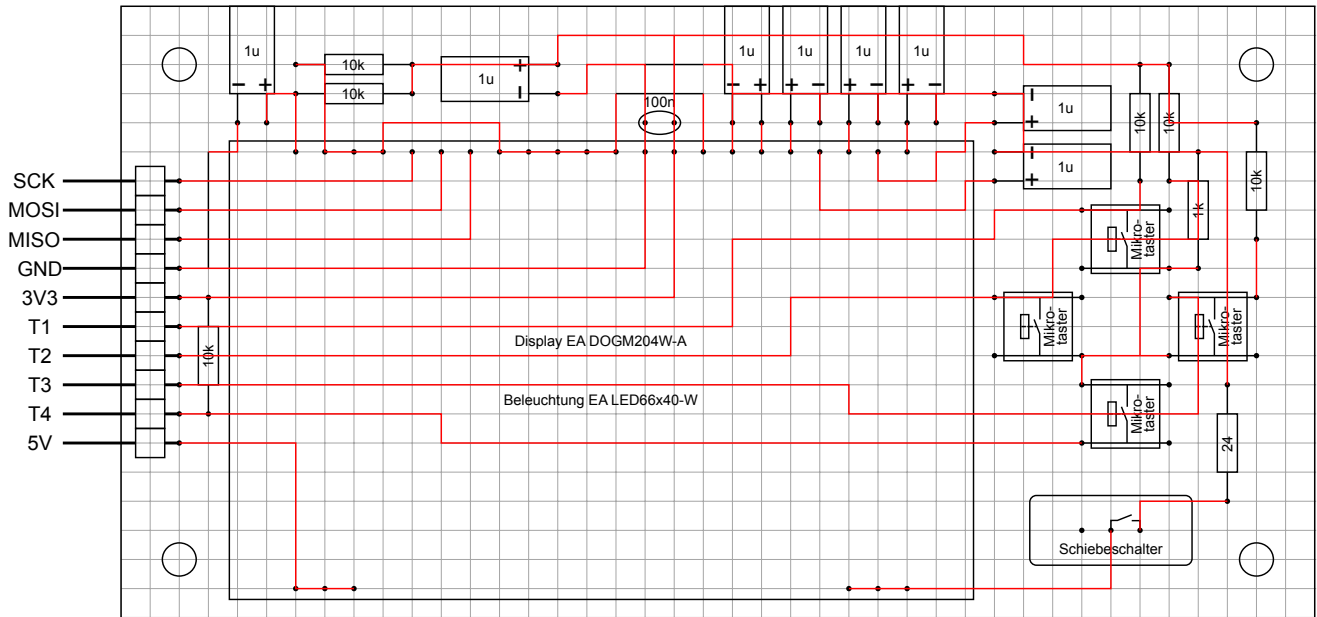 1u
10k
10k
1u
100n
1u
1u
1u
1u
1u
1u
10k
10k
10k
1k
SCK
MOSI
MISO
GND
3V3
T1
T2
T3
T4
5V
10k
Display EA DOGM204W-A
Beleuchtung EA LED66x40-W
Mikro-
taster
Mikro-
taster
Mikro-
taster
Mikro-
taster
24
Schiebeschalter